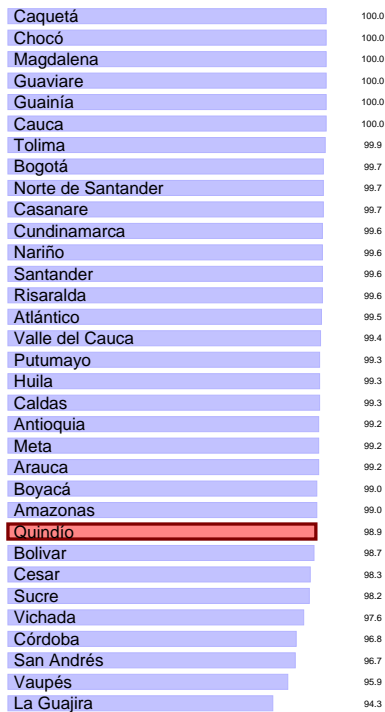 Caquetá 100.0
Chocó 100.0
Magdalena 100.0
Guaviare 100.0
Guainía 100.0
Cauca 100.0
Tolima 99.9
Bogotá 99.7
Norte de Santander 99.7
Casanare 99.7
Cundinamarca 99.6
Nariño 99.6
Santander 99.6
Risaralda 99.6
Atlántico 99.5
Valle del Cauca 99.4
Putumayo 99.3
Huila 99.3
Caldas 99.3
Antioquia 99.2
Meta 99.2
Arauca 99.2
Boyacá 99.0
Amazonas 99.0
Quindío 98.9
Bolivar 98.7
Cesar 98.3
Sucre 98.2
Vichada 97.6
Córdoba 96.8
San Andrés 96.7
Vaupés 95.9
La Guajira 94.3